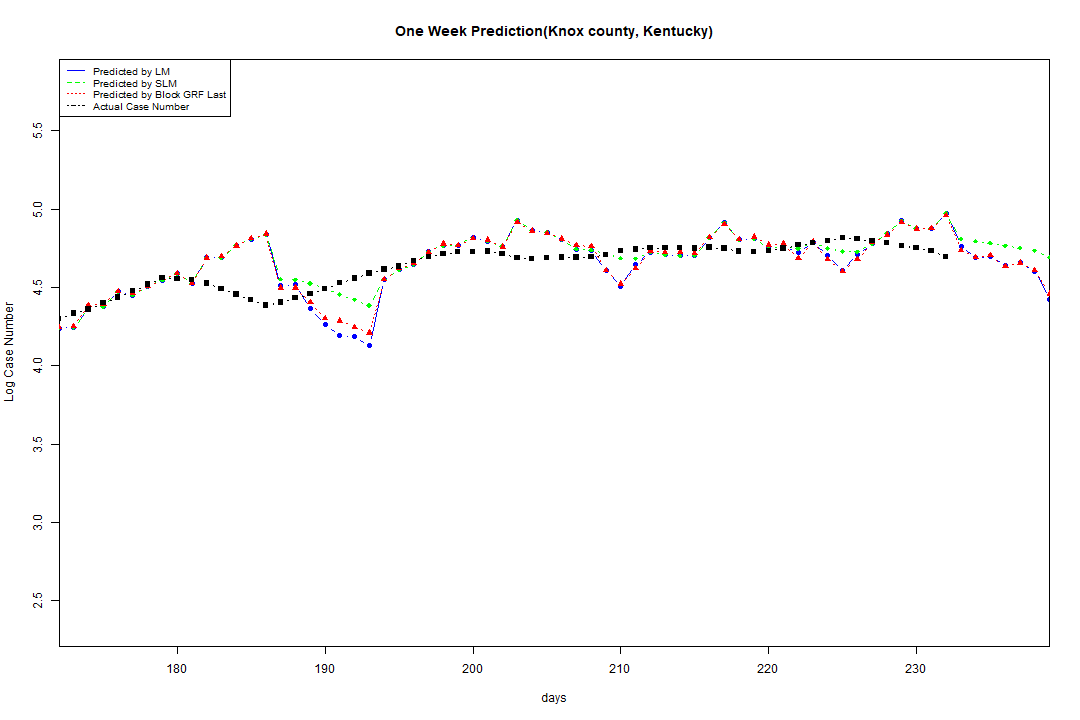 One Week Prediction(Knox county, Kentucky)
Predicted by LM
Predicted by SLM
Predicted by Block GRF Last
Actual Case Number
Log Case Number
5.5
5.0
4.5
4.0
3.5
3.0
2.5
180 190 200 210 220 230
days